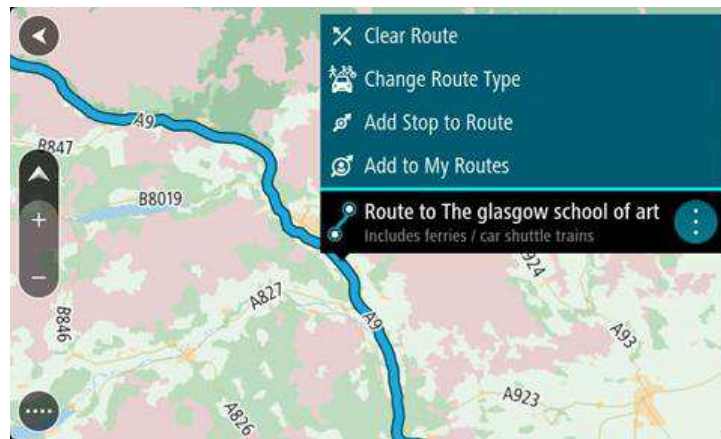 Clear Route
Change Route Type
Add Stop to Route
Add to My Routes
Route to The glasgow school of art
Includes ferries / car shuttle trains
A9
B847
B8019
A827
A9
B846
A826
A924
A93
A923